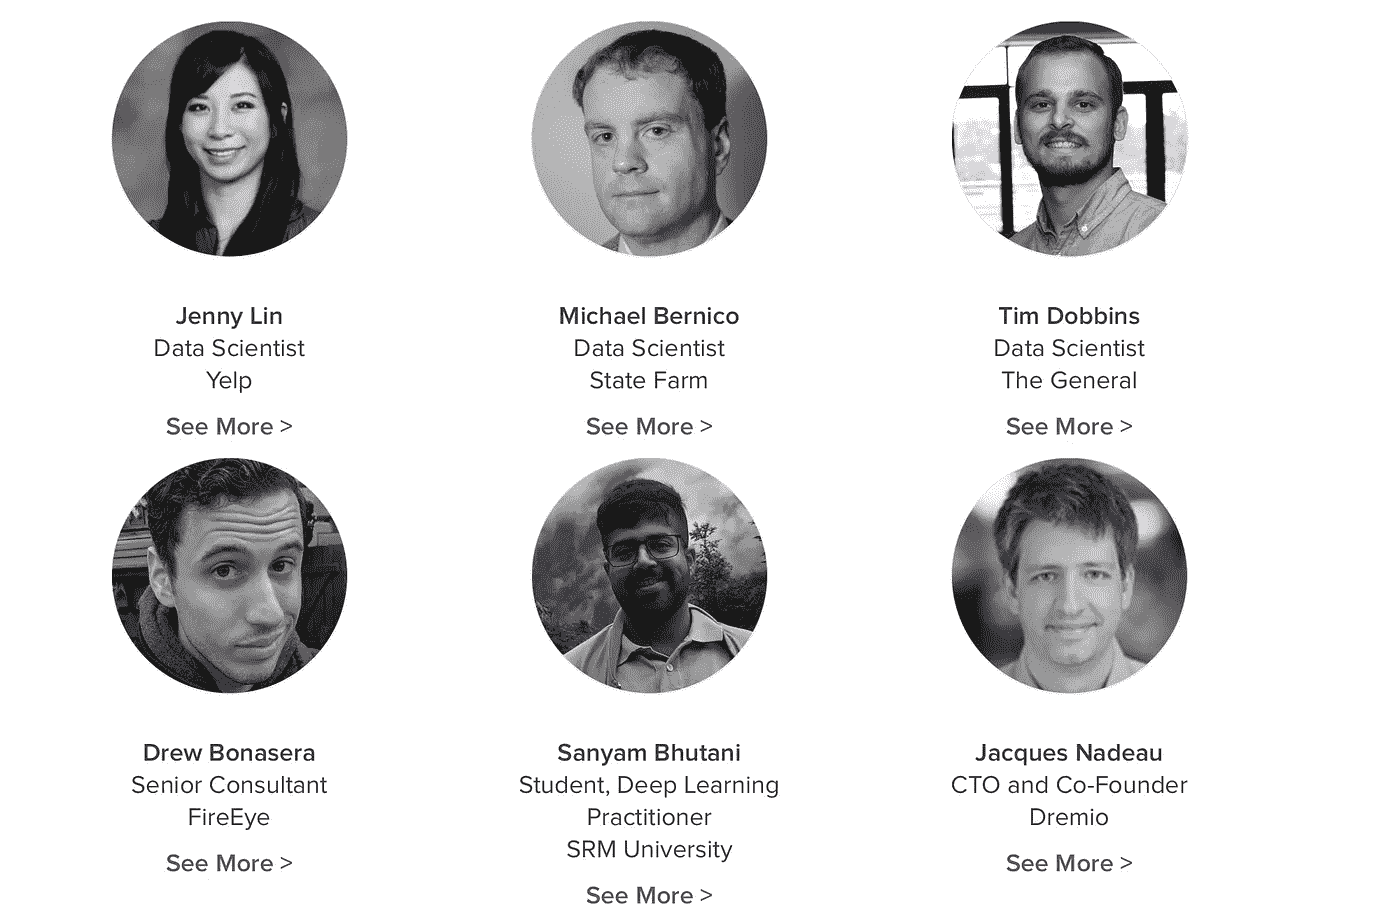 Jenny Lin
Data Scientist
Yelp
See More >
Michael Bernico
Data Scientist
State Farm
See More >
Tim Dobbins
Data Scientist
The General
See More >
Drew Bonasera
Senior Consultant
FireEye
See More >
Sanyam Bhutani
Student, Deep Learning
Practitioner
SRM University
See More >
Jacques Nadeau
CTO and Co-Founder
Dremio
See More >